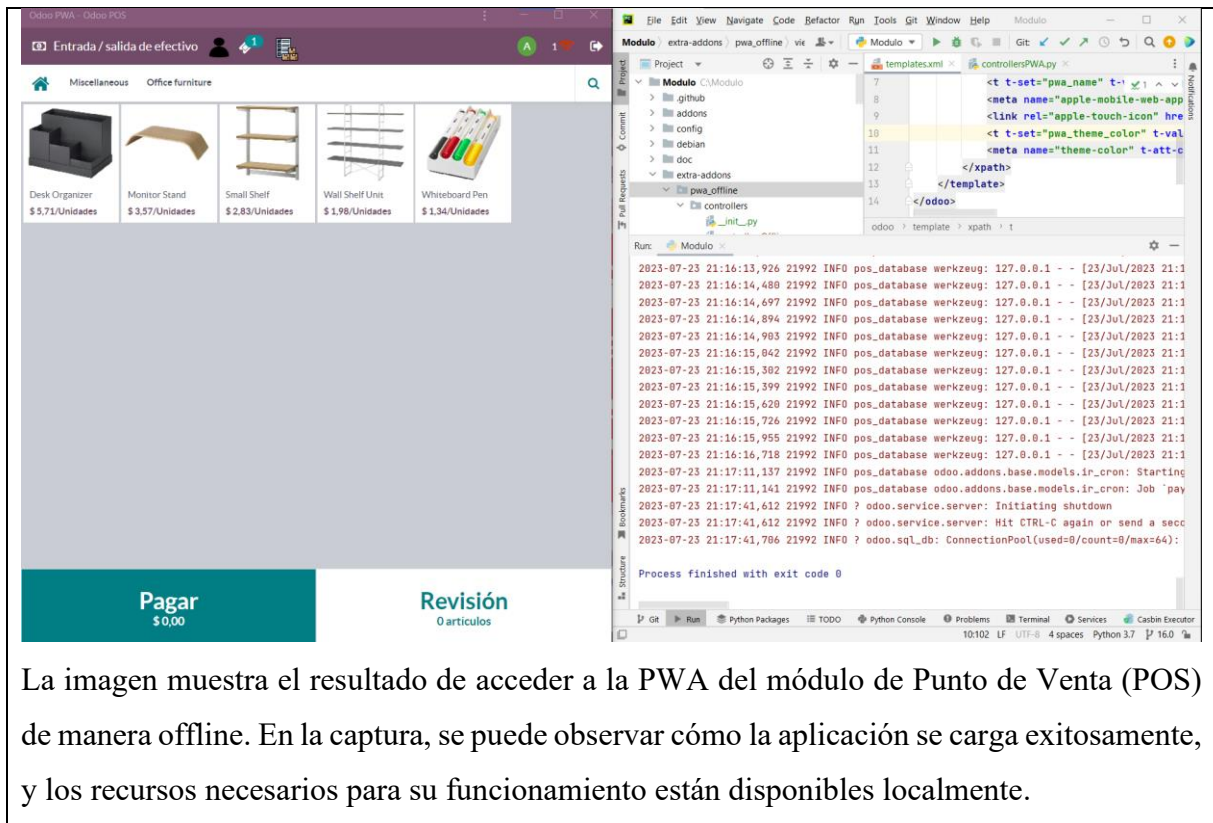 Odoo PWA - Odoo POS
Entrada / salida de efectivo
1
A
1
Miscellaneous Office furniture
Desk Organizer
$ 5,71/Unidades
Monitor Stand
$ 3,57/Unidades
Small Shelf
$ 2,83/Unidades
Wall Shelf Unit
$ 1,98/Unidades
Whiteboard Pen
$ 1,34/Unidades
Pagar
$ 0,00
Revisión
0 artículos
File Edit View Navigate Code Refactor Run Tools Git Window Help Modulo
Modulo extra-addons pwa_offline vie Modulo Git:
Project
Project
Commit
Pull Requests
Bookmarks
Structure
Notifications
Modulo C:\Modulo
.github
addons
config
debian
doc
extra-addons
pwa_offline
controllers
__init__.py
templates.xml controllersPWA.py
1
7 <t t-set="pwa_name" t-
8 <meta name="apple-mobile-web-app
9 <link rel="apple-touch-icon" hre
10 <t t-set="pwa_theme_color" t-val
11 <meta name="theme-color" t-att-c
12 </xpath>
13 </template>
14 </odoo>
odoo template xpath t
Run: Modulo
2023-07-23 21:16:13,926 21992 INFO pos_database werkzeug: 127.0.0.1 - - [23/Jul/2023 21:1
2023-07-23 21:16:14,480 21992 INFO pos_database werkzeug: 127.0.0.1 - - [23/Jul/2023 21:1
2023-07-23 21:16:14,697 21992 INFO pos_database werkzeug: 127.0.0.1 - - [23/Jul/2023 21:1
2023-07-23 21:16:14,894 21992 INFO pos_database werkzeug: 127.0.0.1 - - [23/Jul/2023 21:1
2023-07-23 21:16:14,903 21992 INFO pos_database werkzeug: 127.0.0.1 - - [23/Jul/2023 21:1
2023-07-23 21:16:15,042 21992 INFO pos_database werkzeug: 127.0.0.1 - - [23/Jul/2023 21:1
2023-07-23 21:16:15,302 21992 INFO pos_database werkzeug: 127.0.0.1 - - [23/Jul/2023 21:1
2023-07-23 21:16:15,399 21992 INFO pos_database werkzeug: 127.0.0.1 - - [23/Jul/2023 21:1
2023-07-23 21:16:15,620 21992 INFO pos_database werkzeug: 127.0.0.1 - - [23/Jul/2023 21:1
2023-07-23 21:16:15,726 21992 INFO pos_database werkzeug: 127.0.0.1 - - [23/Jul/2023 21:1
2023-07-23 21:16:15,955 21992 INFO pos_database werkzeug: 127.0.0.1 - - [23/Jul/2023 21:1
2023-07-23 21:16:16,718 21992 INFO pos_database werkzeug: 127.0.0.1 - - [23/Jul/2023 21:1
2023-07-23 21:17:11,137 21992 INFO pos_database odoo.addons.base.models.ir_cron: Starting
2023-07-23 21:17:11,141 21992 INFO pos_database odoo.addons.base.models.ir_cron: Job `pay
2023-07-23 21:17:41,612 21992 INFO ? odoo.service.server: Initiating shutdown
2023-07-23 21:17:41,612 21992 INFO ? odoo.service.server: Hit CTRL-C again or send a seco
2023-07-23 21:17:41,706 21992 INFO ? odoo.sql_db: ConnectionPool(used=0/count=0/max=64):
Process finished with exit code 0
Git Run Python Packages TODO Python Console Problems Terminal Services Casbin Executor
10:102 LF UTF-8 4 spaces Python 3.7 16.0
La imagen muestra el resultado de acceder a la PWA del módulo de Punto de Venta (POS)
de manera offline. En la captura, se puede observar cómo la aplicación se carga exitosamente,
y los recursos necesarios para su funcionamiento están disponibles localmente.